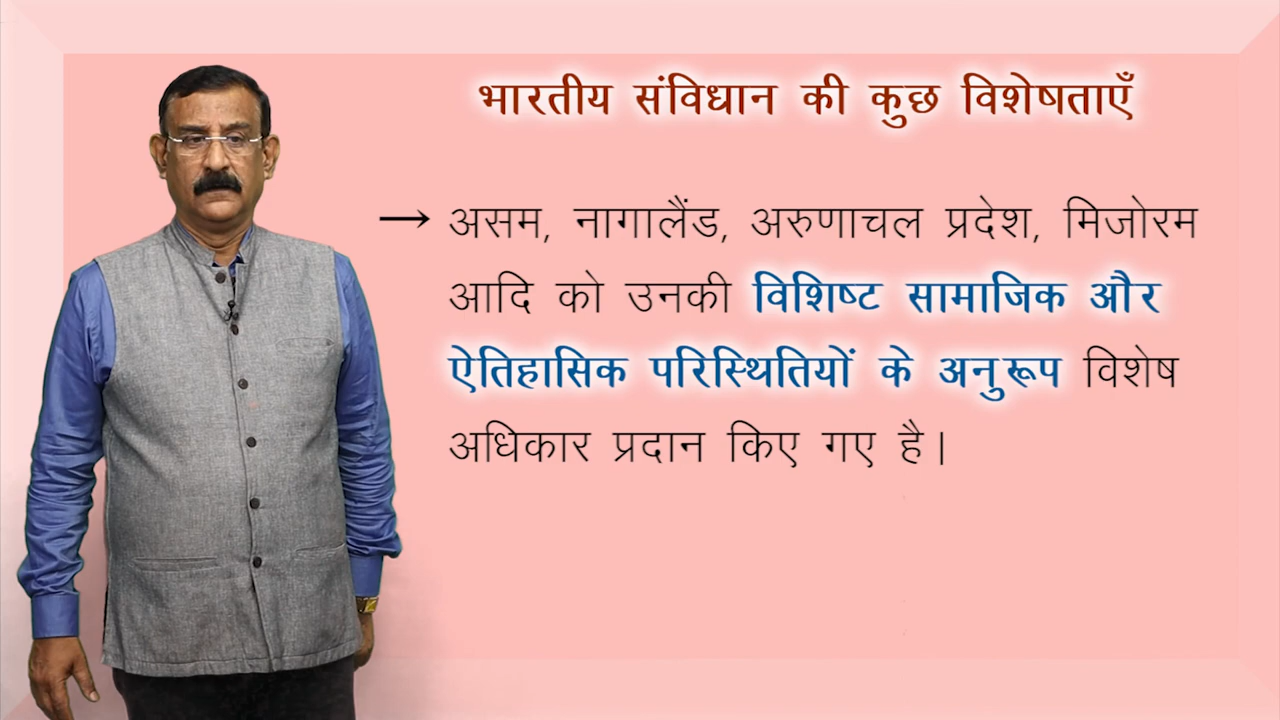 भारतीय संविधान की कुछ विशेषताएँ
→ असम, नागालैंड, अरुणाचल प्रदेश, मिजोरम
आदि को उनकी विशिष्ट सामाजिक और
ऐतिहासिक परिस्थितियों के अनुरूप विशेष
अधिकार प्रदान किए गए है।